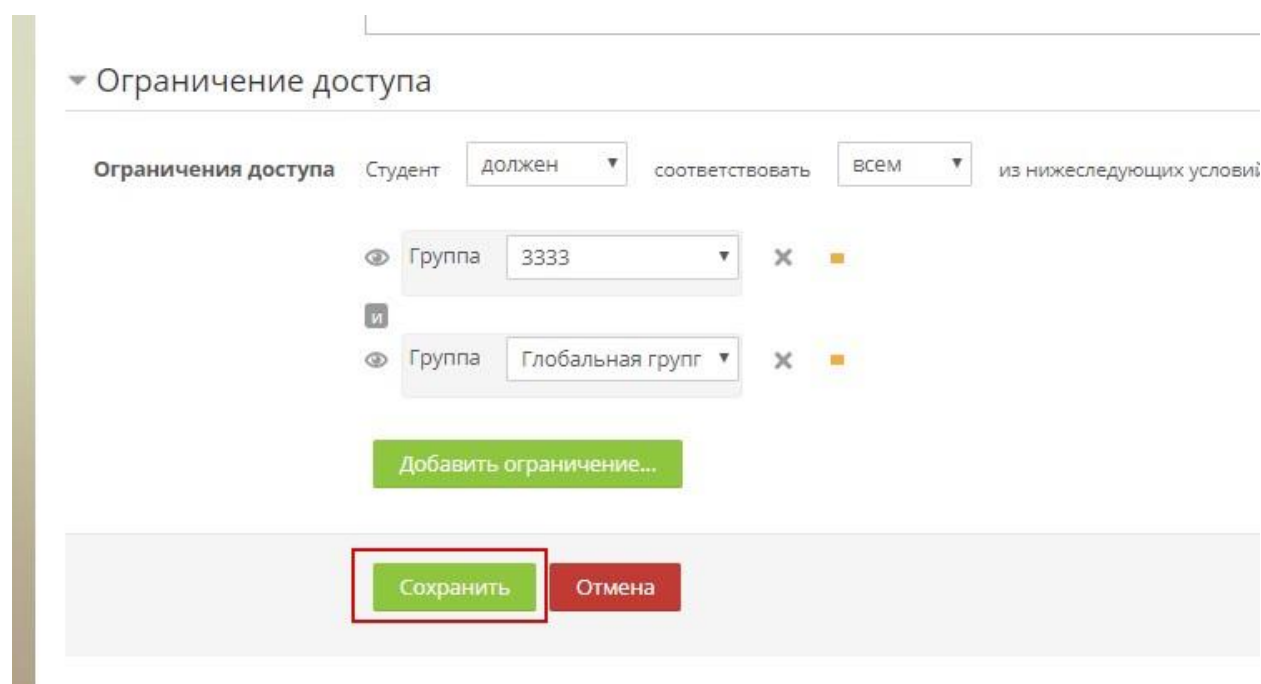 Ограничение доступа
Ограничения доступа Студент должен соответствовать всем из нижеследующих условий
Группа 3333
и
Группа Глобальная групп
Добавить ограничение...
Сохранить Отмена